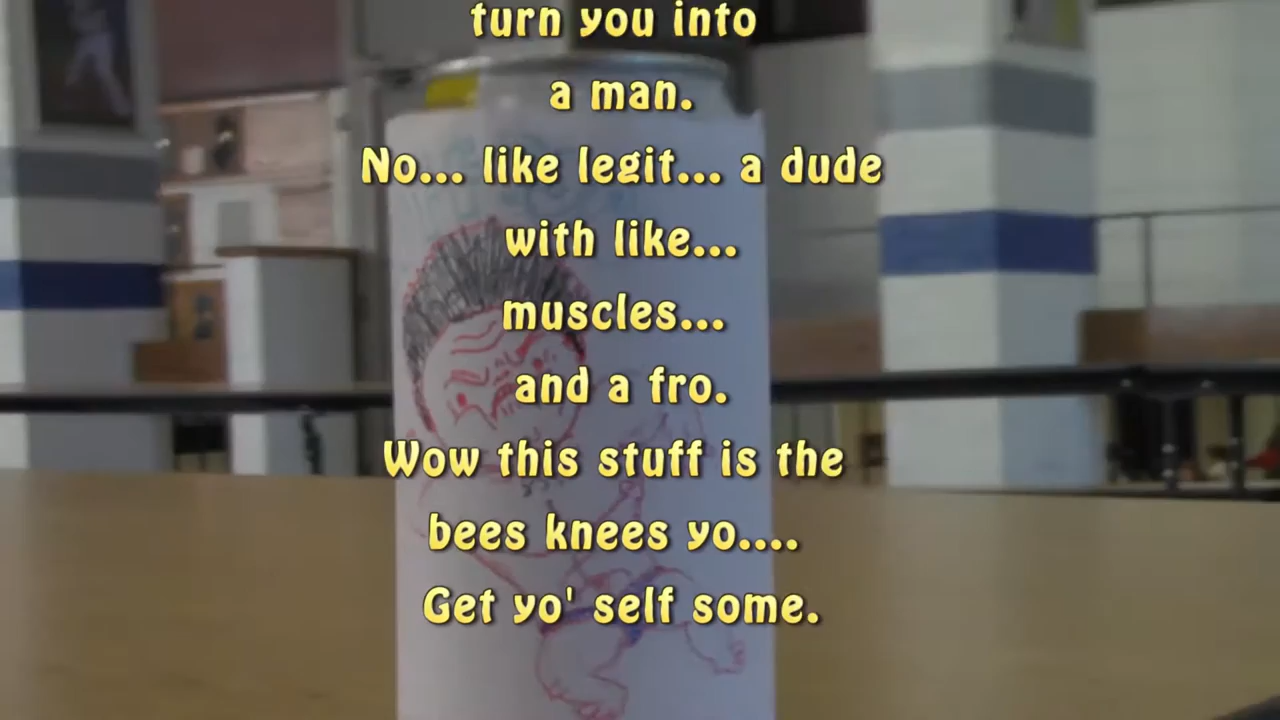 turn you into
a man.
No... like legit... a dude
with like...
muscles...
and a fro.
Wow this stuff is the
bees knees yo....
Get yo' self some.